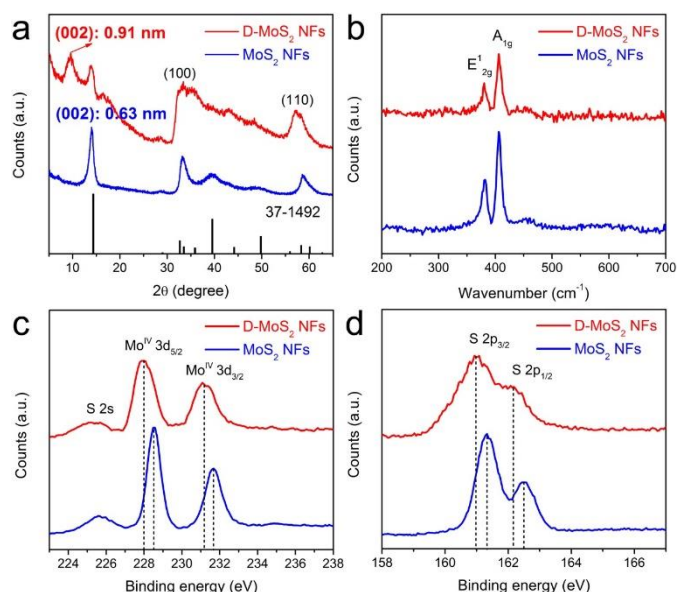 a
(002): 0.91 nm
D-MoS₂ NFs
MoS₂ NFs
(100)
(110)
(002): 0.63 nm
37-1492
Counts (a.u.)
10 20 30 40 50 60
2θ (degree)
b
D-MoS₂ NFs
MoS₂ NFs
A₁g
E¹₂g
Counts (a.u.)
200 300 400 500 600 700
Wavenumber (cm⁻¹)
c
D-MoS₂ NFs
MoS₂ NFs
Moᴵⱽ 3d₅/₂
Moᴵⱽ 3d₃/₂
S 2s
Counts (a.u.)
224 226 228 230 232 234 236 238
Binding energy (eV)
d
D-MoS₂ NFs
MoS₂ NFs
S 2p₃/₂
S 2p₁/₂
Counts (a.u.)
158 160 162 164 166
Binding energy (eV)